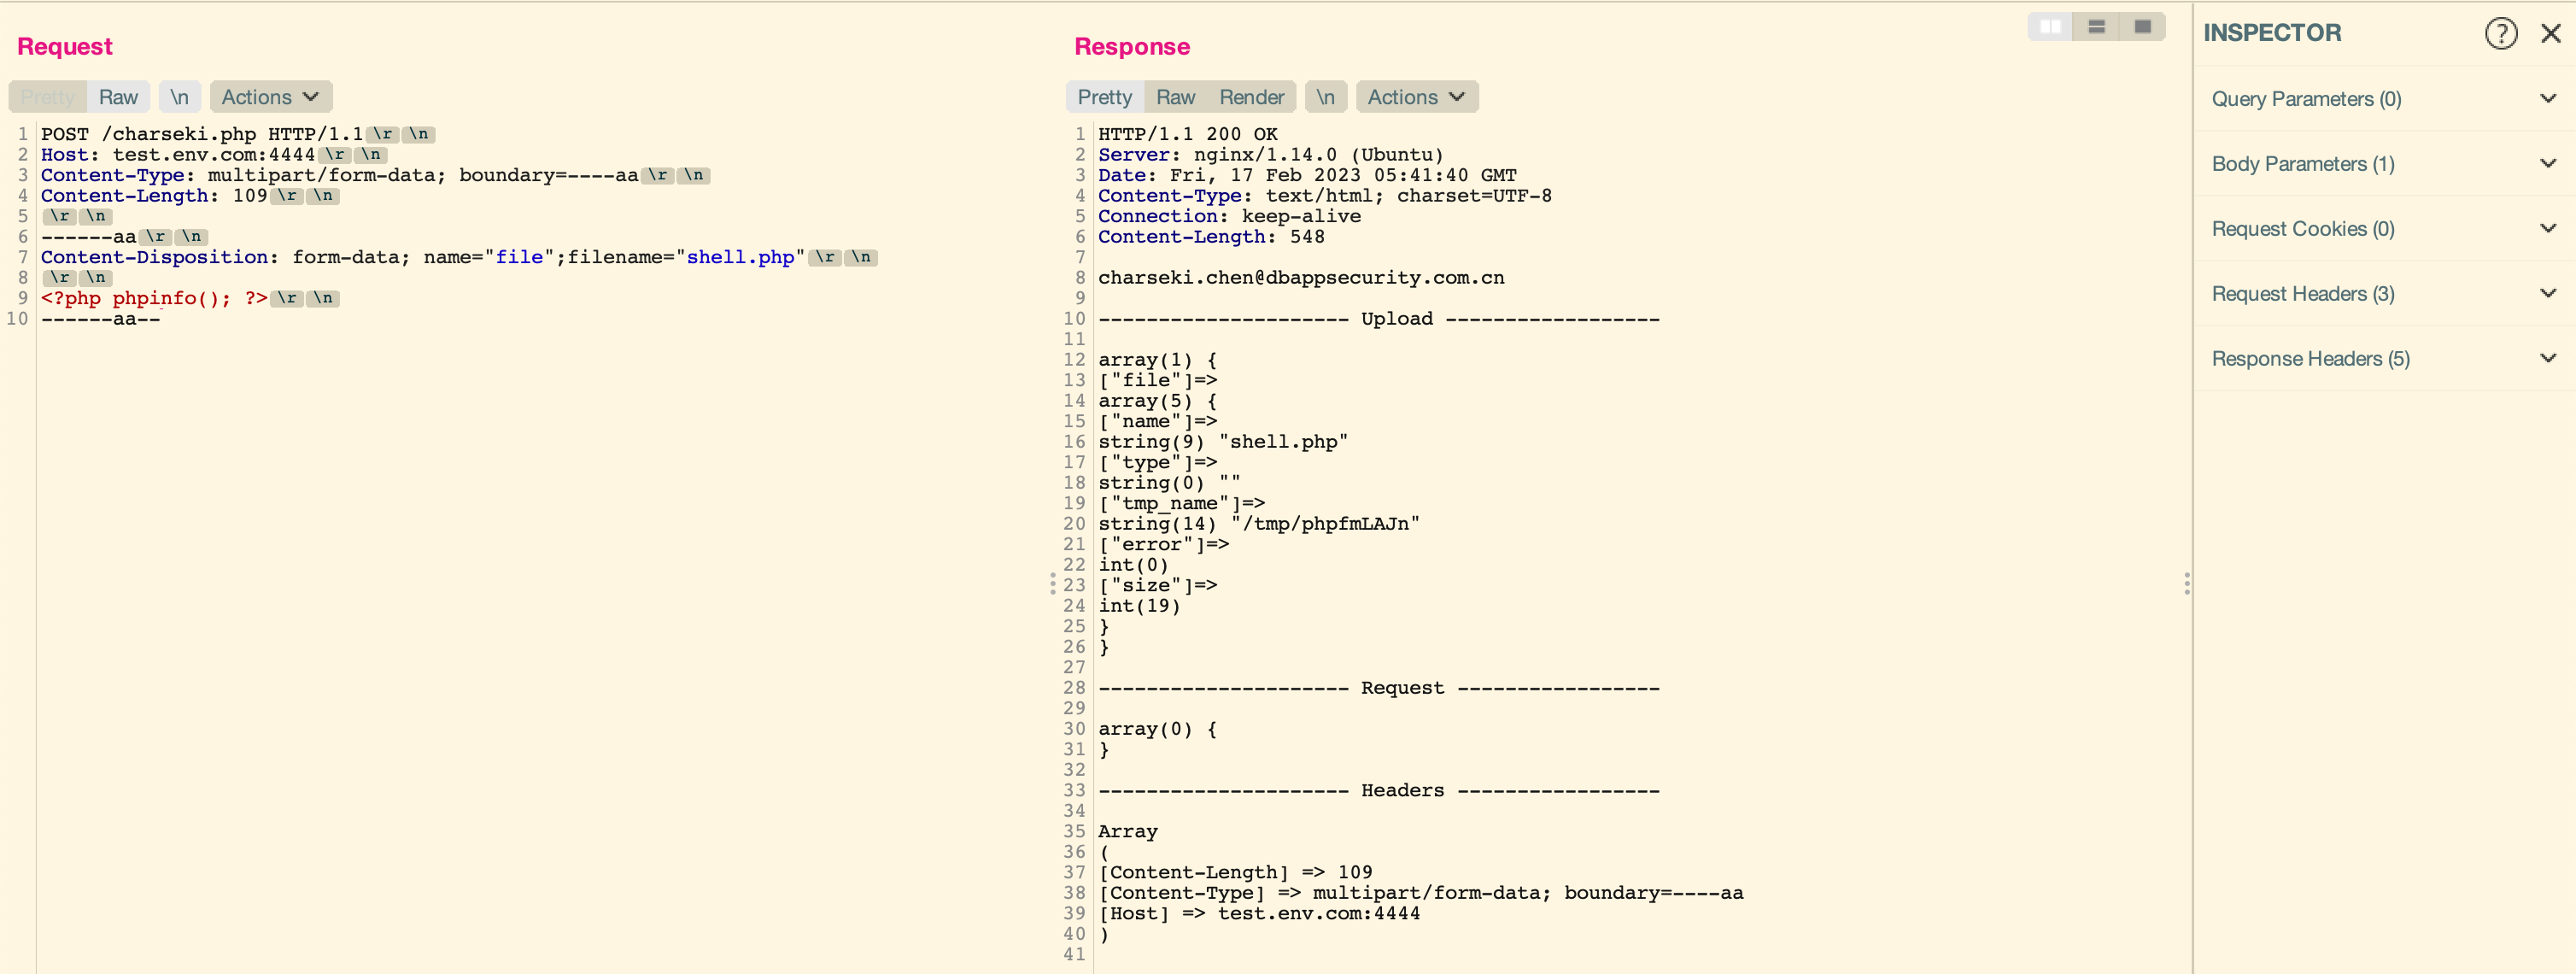 Request
Pretty Raw \n Actions
1 POST /charseki.php HTTP/1.1 \r \n
2 Host: test.env.com:4444 \r \n
3 Content-Type: multipart/form-data; boundary=----aa \r \n
4 Content-Length: 109 \r \n
5 \r \n
6 ------aa \r \n
7 Content-Disposition: form-data; name="file";filename="shell.php" \r \n
8 \r \n
9 <?php phpinfo(); ?> \r \n
10 ------aa--
Response
Pretty Raw Render \n Actions
1 HTTP/1.1 200 OK
2 Server: nginx/1.14.0 (Ubuntu)
3 Date: Fri, 17 Feb 2023 05:41:40 GMT
4 Content-Type: text/html; charset=UTF-8
5 Connection: keep-alive
6 Content-Length: 548
7
8 charseki.chen@dbappsecurity.com.cn
9
10 --------------------- Upload ------------------
11
12 array(1) {
13 ["file"]=>
14 array(5) {
15 ["name"]=>
16 string(9) "shell.php"
17 ["type"]=>
18 string(0) ""
19 ["tmp_name"]=>
20 string(14) "/tmp/phpfmLAJn"
21 ["error"]=>
22 int(0)
23 ["size"]=>
24 int(19)
25 }
26 }
27
28 --------------------- Request -----------------
29
30 array(0) {
31 }
32
33 --------------------- Headers -----------------
34
35 Array
36 (
37 [Content-Length] => 109
38 [Content-Type] => multipart/form-data; boundary=----aa
39 [Host] => test.env.com:4444
40 )
41
INSPECTOR ?
Query Parameters (0)
Body Parameters (1)
Request Cookies (0)
Request Headers (3)
Response Headers (5)